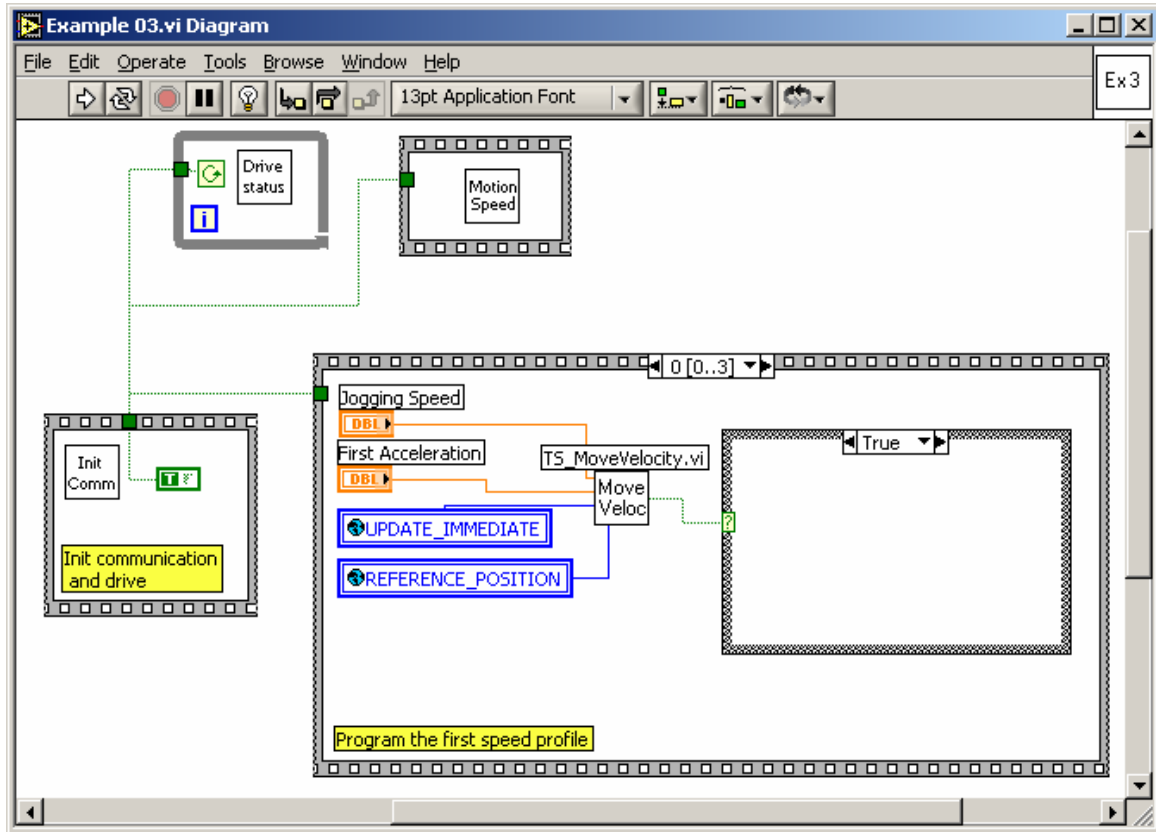 Example 03.vi Diagram
File Edit Operate Tools Browse Window Help
13pt Application Font
Ex3
Drive
status
i
Motion
Speed
0 [0..3]
Jogging Speed
DBL
First Acceleration
DBL
TS_MoveVelocity.vi
Move
Veloc
True
?
UPDATE_IMMEDIATE
REFERENCE_POSITION
Program the first speed profile
Init
Comm
T F
Init communication
and drive